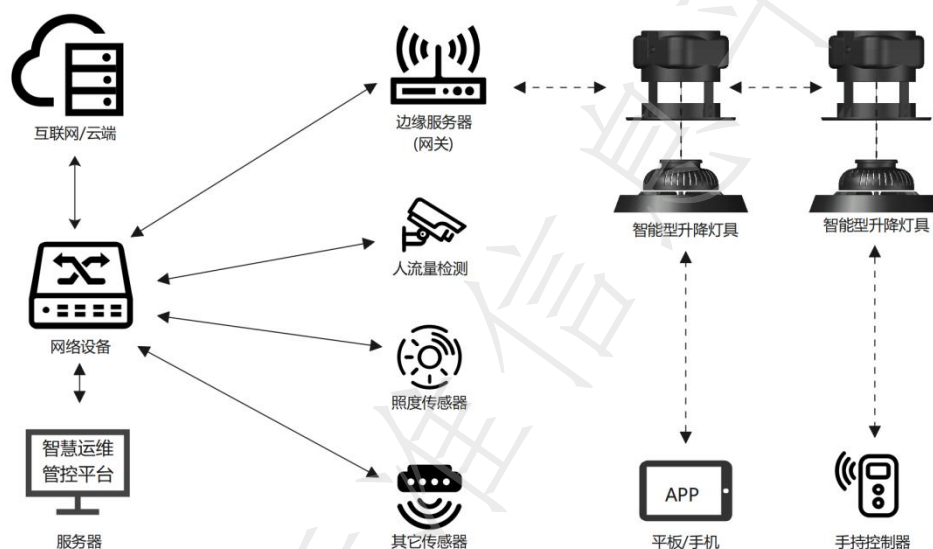 互联网/云端
边缘服务器
(网关)
智能型升降灯具
智能型升降灯具
人流量检测
网络设备
照度传感器
智慧运维
管控平台
APP
服务器
其它传感器
平板/手机
手持控制器